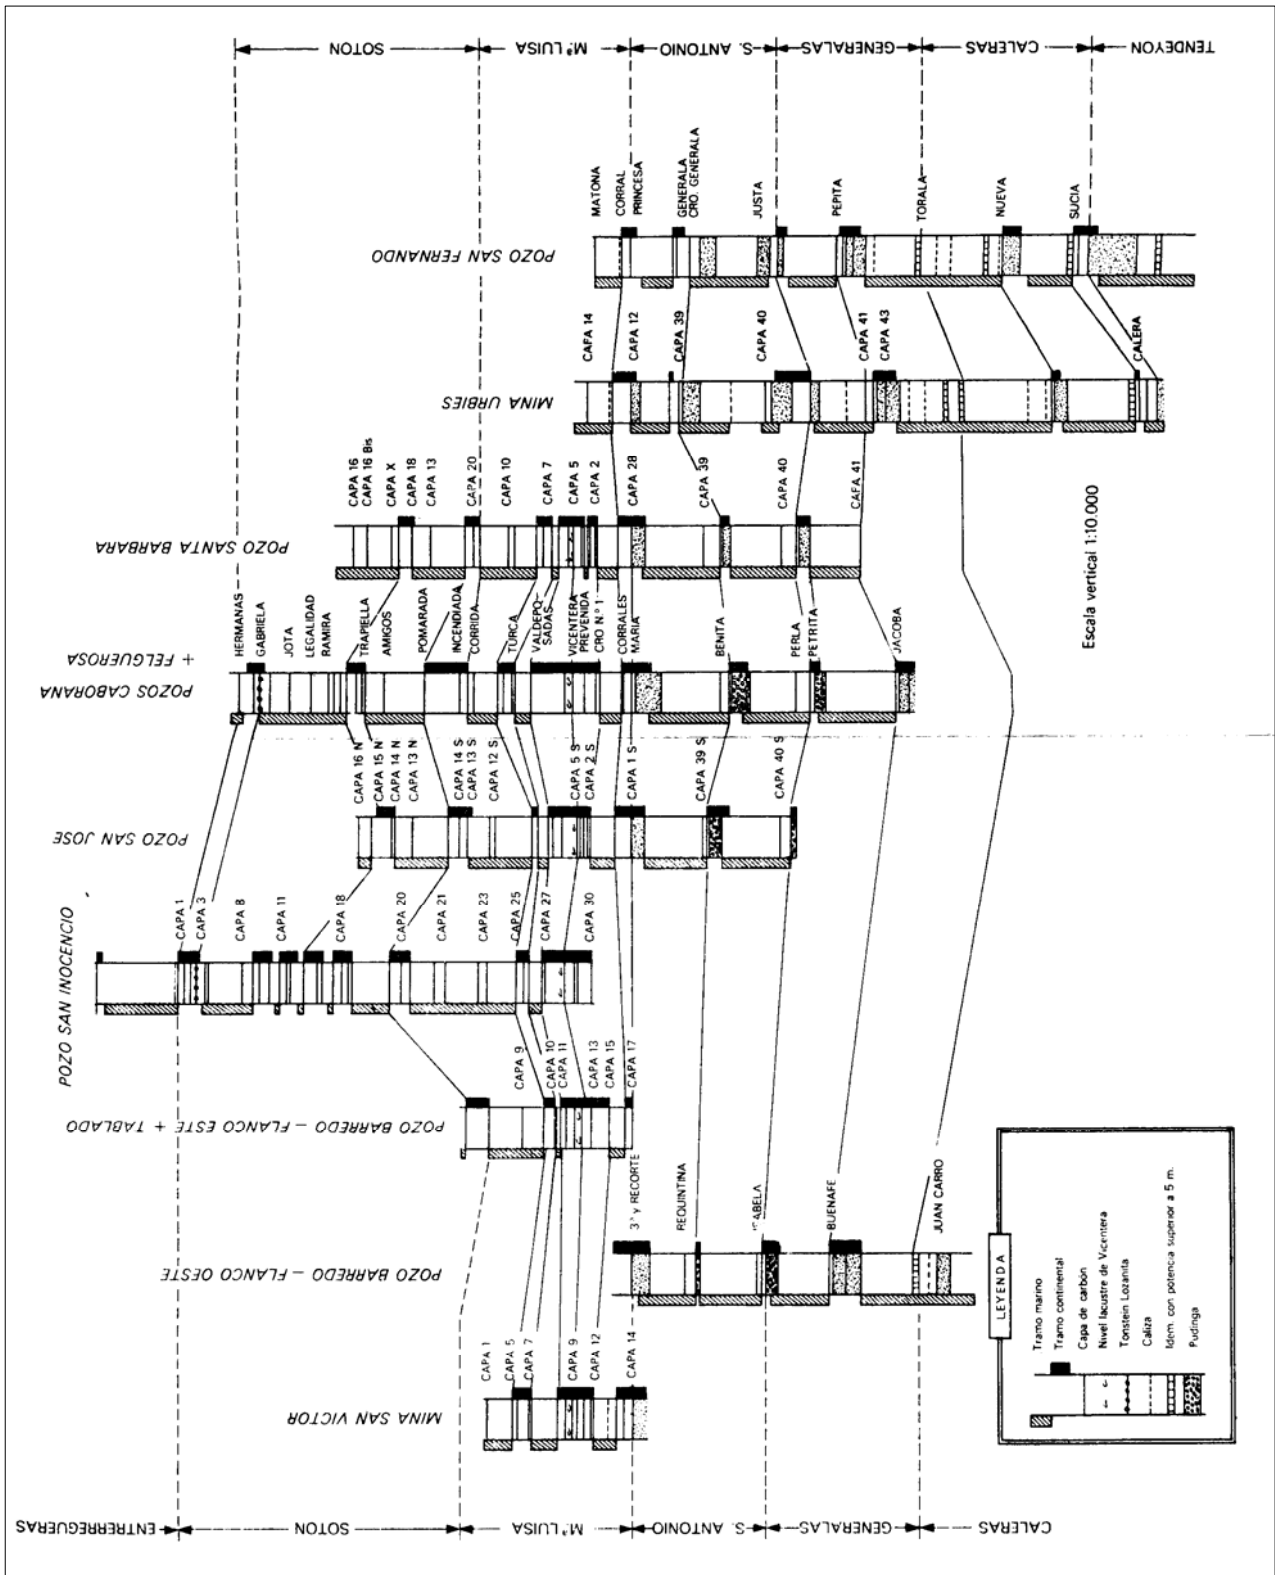 SOTON
Mª LUISA
S. ANTONIO
GENERALAS
CALERAS
TENDEYON
POZO SAN FERNANDO
MATONA
CORRAL
PRINCESA
GENERALA
CRO. GENERALA
JUSTA
PEPITA
TORALA
NUEVA
SUCIA
MINA URBIES
CAPA 14
CAPA 12
CAPA 39
CAPA 40
CAPA 41
CAPA 43
CALERA
POZO SANTA BARBARA
CAPA 16
CAPA 16 Bis
CAPA X
CAPA 18
CAPA 13
CAPA 20
CAPA 10
CAPA 7
CAPA 5
CAPA 2
CAPA 28
CAPA 39
CAPA 40
CAPA 41
Escala vertical 1:10.000
POZOS CABORANA
+ FELGUEROSA
HERMANAS
GABRIELA
JOTA
LEGALIDAD
RAMIRA
TRAPIELLA
AMIGOS
POMARADA
INCENDIADA
CORRIDA
TURCA
VALDEPO-
SADAS
VICENTERA
PREVENIDA
CRO N.º 1
CORRALES
MARIA
BENITA
PERLA
PETRITA
JACOBA
POZO SAN JOSE
CAPA 16 N
CAPA 15 N
CAPA 14 N
CAPA 13 N
CAPA 14 S
CAPA 13 S
CAPA 12 S
CAPA 5 S
CAPA 2 S
CAPA 1 S
CAPA 39 S
CAPA 40 S
POZO SAN INOCENCIO
CAPA 1
CAPA 3
CAPA 8
CAPA 11
CAPA 18
CAPA 20
CAPA 21
CAPA 23
CAPA 25
CAPA 27
CAPA 30
POZO BARREDO - FLANCO ESTE + TABLADO
CAPA 9
CAPA 10
CAPA 11
CAPA 13
CAPA 15
CAPA 17
POZO BARREDO - FLANCO OESTE
3ª y RECORTE
REQUINTINA
BUENAFE
JUAN CARRO
MINA SAN VICTOR
CAPA 1
CAPA 5
CAPA 7
CAPA 9
CAPA 12
CAPA 14
ENTRERREGUERAS
SOTON
Mª LUISA
S. ANTONIO
GENERALAS
CALERAS
LEYENDA
Tramo marino
Tramo continental
Capa de carbón
Nivel lacustre de Vicentera
Tonstein Lozanita
Caliza
Idem. con potencia superior a 5 m.
Pudinga